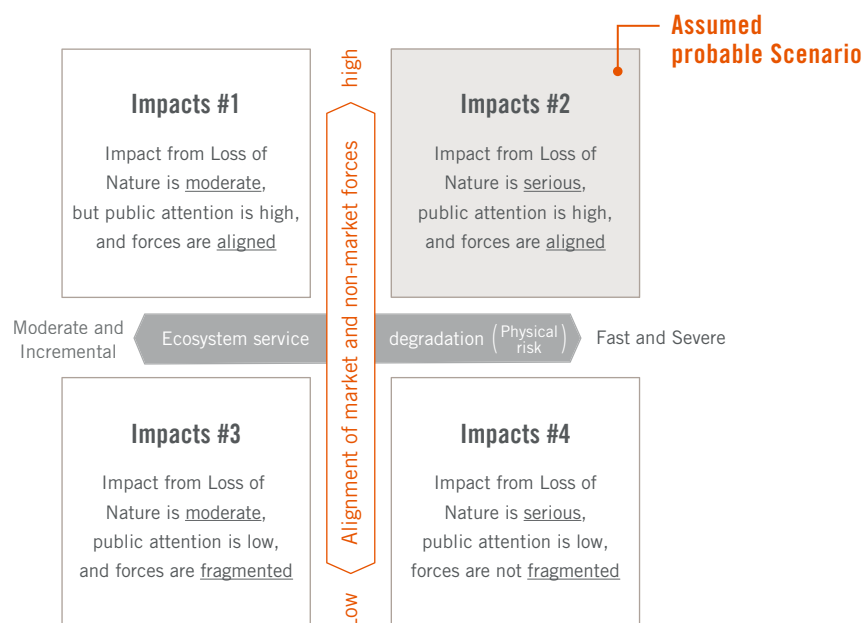 Assumed
probable Scenario
high
Impacts #1
Impact from Loss of
Nature is moderate,
but public attention is high,
and forces are aligned
Impacts #2
Impact from Loss of
Nature is serious,
public attention is high,
and forces are aligned
Alignment of market and non-market forces
Moderate and
Incremental
Ecosystem service
degradation (Physical
risk)
Fast and Severe
Impacts #3
Impact from Loss of
Nature is moderate,
public attention is low,
and forces are fragmented
Impacts #4
Impact from Loss of
Nature is serious,
public attention is low,
forces are not fragmented
Low